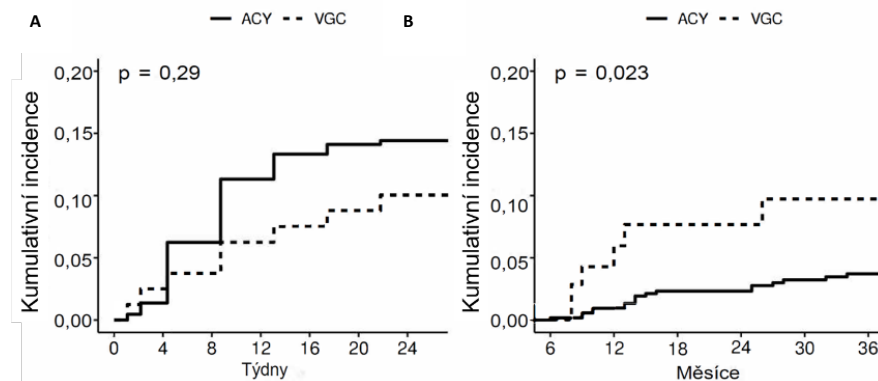 A
ACY VGC
p = 0,29
Kumulativní incidence
0,20
0,15
0,10
0,05
0,00
0 4 8 12 16 20 24
Týdny
B
ACY VGC
p = 0,023
Kumulativní incidence
0,20
0,15
0,10
0,05
0,00
6 12 18 24 30 36
Měsíce